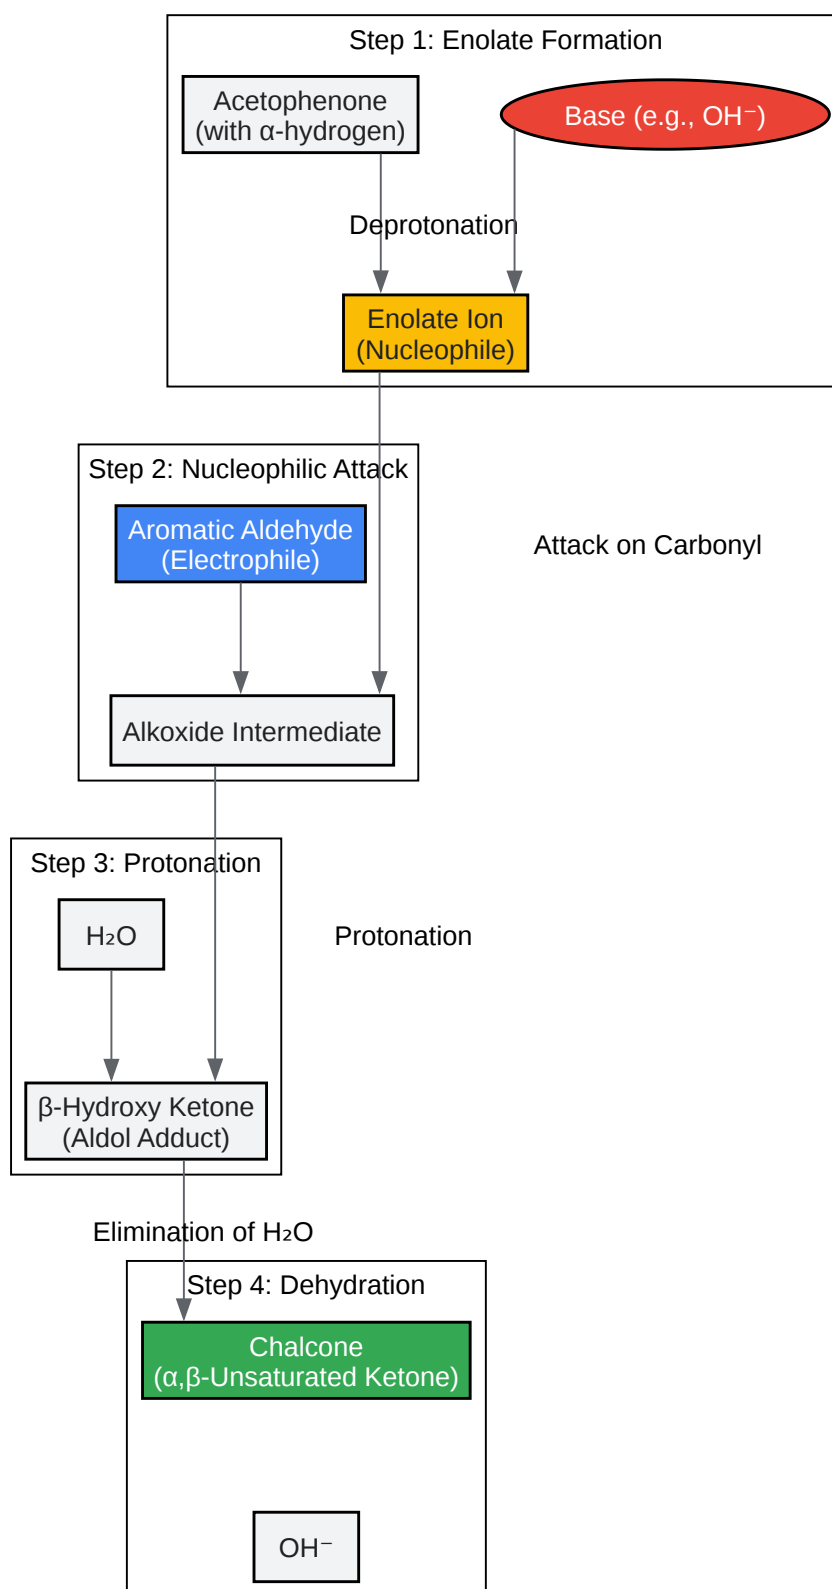 Step 1: Enolate Formation
Acetophenone
(with α-hydrogen)
Base (e.g., OH⁻)
Deprotonation
Enolate Ion
(Nucleophile)
Step 2: Nucleophilic Attack
Aromatic Aldehyde
(Electrophile)
Attack on Carbonyl
Alkoxide Intermediate
Step 3: Protonation
H₂O
Protonation
β-Hydroxy Ketone
(Aldol Adduct)
Elimination of H₂O
Step 4: Dehydration
Chalcone
(α,β-Unsaturated Ketone)
OH⁻